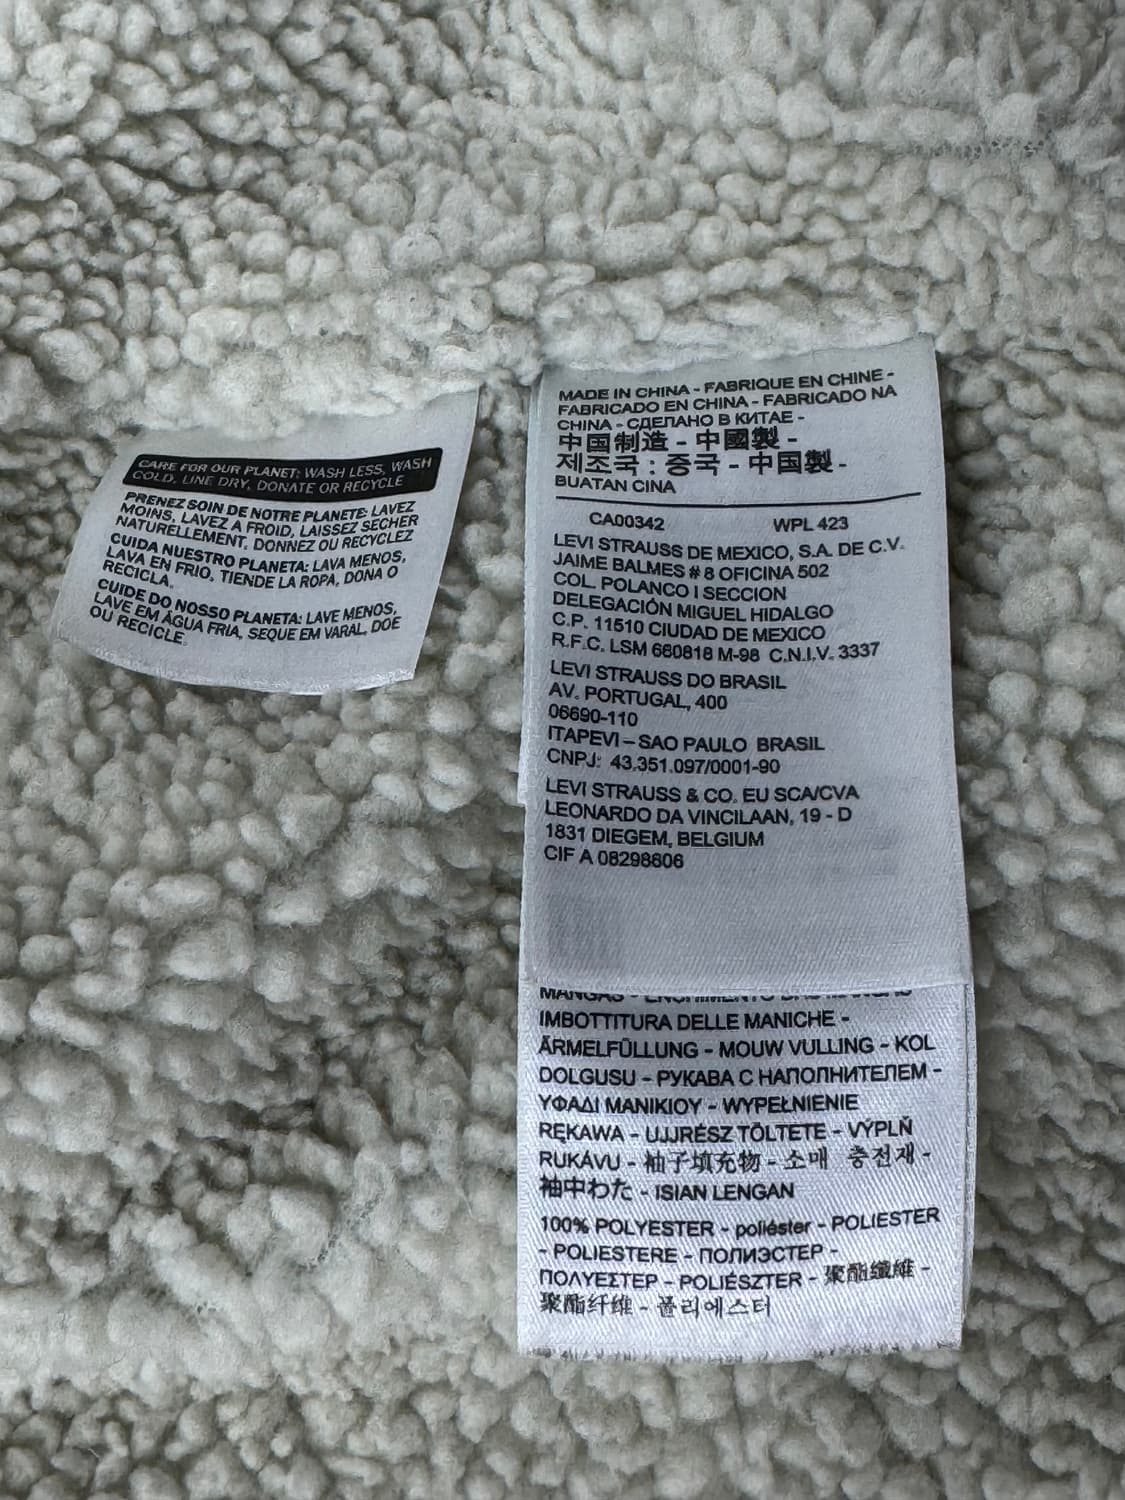 CARE FOR OUR PLANET: WASH LESS, WASH
COLD, LINE DRY, DONATE OR RECYCLE
PRENEZ SOIN DE NOTRE PLANETE: LAVEZ
MOINS, LAVEZ A FROID, LAISSEZ SECHER
NATURELLEMENT, DONNEZ OU RECYCLEZ
CUIDA NUESTRO PLANETA: LAVA MENOS,
LAVA EN FRIO, TIENDE LA ROPA, DONA O
RECICLA.
CUIDE DO NOSSO PLANETA: LAVE MENOS,
LAVE EM ÁGUA FRIA, SEQUE EM VARAL, DOE
OU RECICLE.
MADE IN CHINA - FABRIQUE EN CHINE -
FABRICADO EN CHINA - FABRICADO NA
CHINA - СДЕЛАНО В КИТАЕ -
中国制造 - 中國製 -
제조국 : 중국 - 中国製 -
BUATAN CINA
CA00342 WPL 423
LEVI STRAUSS DE MEXICO, S.A. DE C.V.
JAIME BALMES # 8 OFICINA 502
COL. POLANCO I SECCION
DELEGACIÓN MIGUEL HIDALGO
C.P. 11510 CIUDAD DE MEXICO
R.F.C. LSM 680818 M-98 C.N.I.V. 3337
LEVI STRAUSS DO BRASIL
AV. PORTUGAL, 400
06690-110
ITAPEVI – SAO PAULO BRASIL
CNPJ: 43.351.097/0001-90
LEVI STRAUSS & CO. EU SCA/CVA
LEONARDO DA VINCILAAN, 19 - D
1831 DIEGEM, BELGIUM
CIF A 08298806
MANGAS - ENCHIMENTO DAS MANGAS
IMBOTTITURA DELLE MANICHE -
ÄRMELFÜLLUNG - MOUW VULLING - KOL
DOLGUSU - РУКАВА С НАПОЛНИТЕЛЕМ -
ΥΦΑΔΙ ΜΑΝΙΚΙΟΥ - WYPEŁNIENIE
RĘKAWA - UJJRÉSZ TÖLTETE - VÝPLŇ
RUKÁVU - 袖子填充物 - 소매 충전재 -
袖中わた - ISIAN LENGAN
100% POLYESTER - poliéster - POLIESTER
- POLIESTERE - ПОЛИЭСТЕР -
ΠΟΛΥΕΣΤΕΡ - POLIÉSZTER - 聚酯纖維 -
聚酯纤维 - 폴리에스터